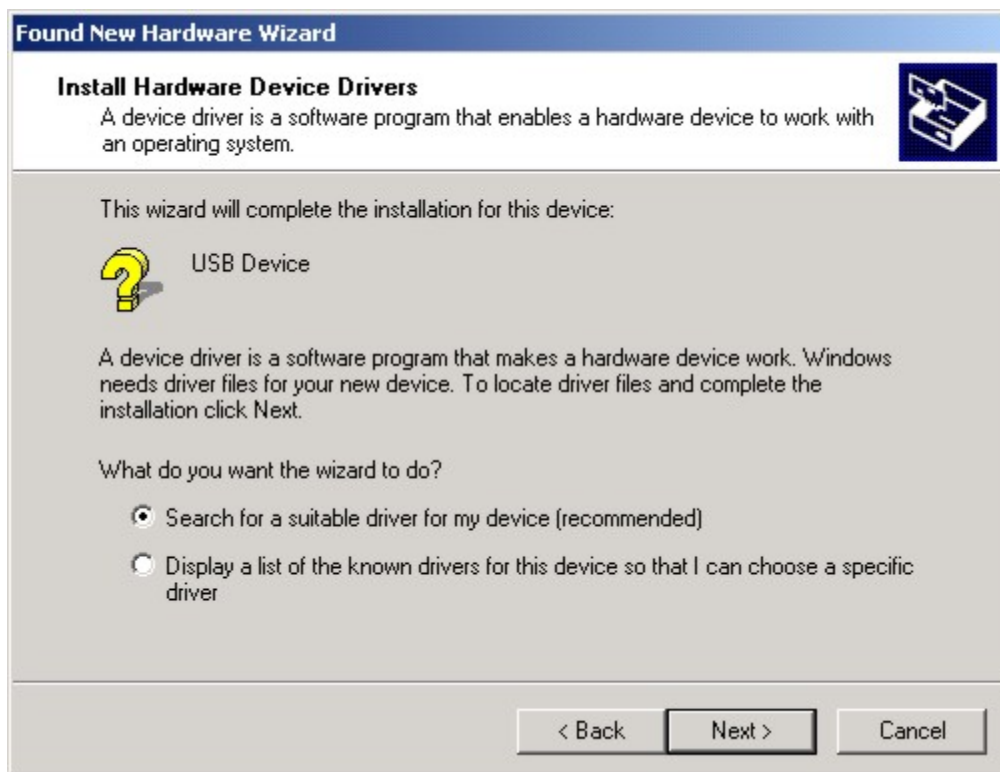 Found New Hardware Wizard
Install Hardware Device Drivers
A device driver is a software program that enables a hardware device to work with
an operating system.
This wizard will complete the installation for this device:
USB Device
A device driver is a software program that makes a hardware device work. Windows
needs driver files for your new device. To locate driver files and complete the
installation click Next.
What do you want the wizard to do?
Search for a suitable driver for my device (recommended)
Display a list of the known drivers for this device so that I can choose a specific
driver
< Back
Next >
Cancel